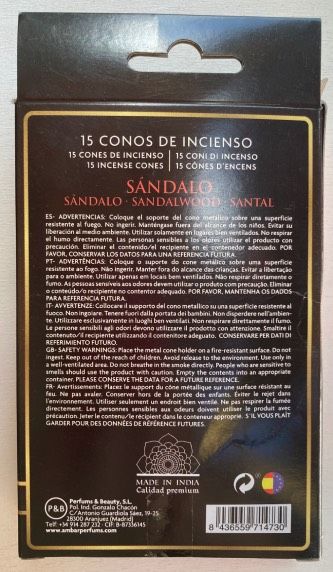 15 CONOS DE INCIENSO
15 CONES DE INCIENSO | 15 CONI DI INCENSO
15 INCENSE CONES | 15 CÔNES D'ENCENS
SÁNDALO
SÁNDALO · SANDALWOOD · SANTAL
ES- ADVERTENCIAS: Coloque el soporte del cono metálico sobre una superficie
resistente al fuego. No ingerir. Manténgase fuera del alcance de los niños. Evitar su
liberación al medio ambiente. Utilizar solamente en lugares bien ventilados. No respirar
el humo directamente. Las personas sensibles a los olores utilizar el producto con
precaución. Eliminar el contenido/el recipiente en el contenedor adecuado. POR
FAVOR, CONSERVAR LOS DATOS PARA UNA REFERENCIA FUTURA.
PT- ADVERTÊNCIAS: Coloque o suporte do cono metálico sobre uma superfície
resistente ao fogo. Não ingerir. Manter fora do alcance das crianças. Evitar a libertação
para o ambiente. Utilizar apenas em locais bem ventilados. Não respirar diretamente o
fumo. As pessoas sensíveis aos odores devem utilizar o produto com precaução. Eliminar
o conteúdo/o recipiente no contentor adequado. POR FAVOR, MANTENHA OS DADOS
PARA REFERENCIA FUTURA.
IT- AVVERTENZE: Collocare il supporto del cono metallico su una superficie resistente al
fuoco. Non ingoiare. Tenere fuori dalla portata dei bambini. Non disperdere nell'ambien-
te. Utilizzare esclusivamente in luoghi ben ventilati. Non respirare direttamente il fumo.
Le persone sensibili agli odori devono utilizzare il prodotto con attenzione. Smaltire il
contenuto/il recipiente utilizzando il contenitore adeguato. CONSERVARE PER DATI DI
RIFERIMENTO FUTURO.
GB- SAFETY WARNINGS: Place the metal cone holder on a fire-resistant surface. Do not
ingest. Keep out of the reach of children. Avoid release to the environment. Use only in
a well-ventilated area. Do not breathe in the smoke directly. People who are sensitive to
smells should use the product with caution. Empty the contents into an appropriate
container. PLEASE CONSERVE THE DATA FOR A FUTURE REFERENCE.
FR- Avertissements: Placez le support du cône métallique sur une surface résistant au
feu. Ne pas avaler. Conserver hors de la portée des enfants. Éviter le rejet dans
l'environnement. Utiliser seulement un endroit bien ventilé. Ne pas respirer la fumée
directement. Les personnes sensibles aux odeurs doivent utiliser le produit avec
précaution. Jeter le contenu/le récipient dans le conteneur approprié. S´IL VOUS PLAÎT
GARDER POUR DES DONNÉES DE RÉFÉRENCE FUTURES.
MADE IN INDIA
Calidad premium
P&B
Perfums & Beauty, S.L.
Pol. Ind. Gonzalo Chacón
C/ Antonio Guardiola Sáez, 19-25
28300 Aranjuez (Madrid)
Telf: +34 914 287 232 - CIF: B-87336145
www.ambarperfums.com
8 436559 714730